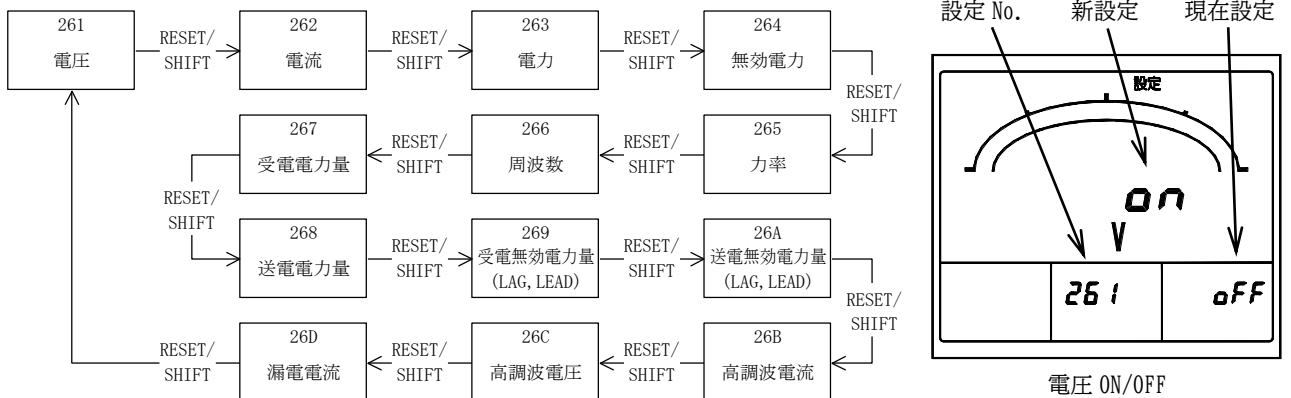 261
電圧
RESET/
SHIFT
262
電流
RESET/
SHIFT
263
電力
RESET/
SHIFT
264
無効電力
RESET/
SHIFT
265
力率
RESET/
SHIFT
266
周波数
RESET/
SHIFT
267
受電電力量
RESET/
SHIFT
268
送電電力量
RESET/
SHIFT
269
受電無効電力量
(LAG,LEAD)
RESET/
SHIFT
26A
送電無効電力量
(LAG,LEAD)
RESET/
SHIFT
26B
高調波電流
RESET/
SHIFT
26C
高調波電圧
RESET/
SHIFT
26D
漏電電流
RESET/
SHIFT
設定 No. 新設定 現在設定
設定
on
V
261 oFF
電圧 ON/OFF